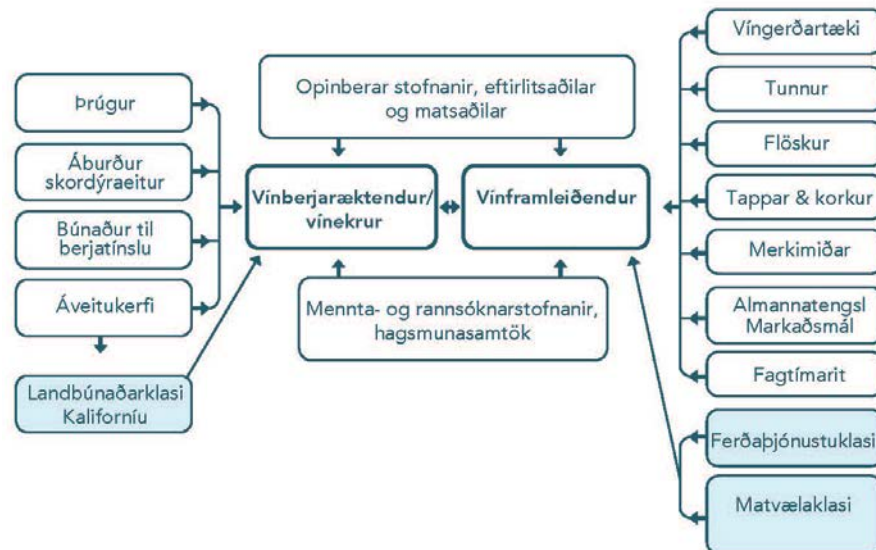 Þrúgur
Áburður
skordýraeitur
Búnaður til
berjatínslu
Áveitukerfi
Landbúnaðarklasi
Kaliforníu
Opinberar stofnanir, eftirlitsaðilar
og matsaðilar
Vínberjaræktendur/
vínekrur
Vínframleiðendur
Mennta- og rannsóknarstofnanir,
hagsmunasamtök
Víngerðartæki
Tunnur
Flöskur
Tappar & korkur
Merkimiðar
Almannatengsl
Markaðsmál
Fagtímarit
Ferðaþjónustuklasi
Matvælaklasi